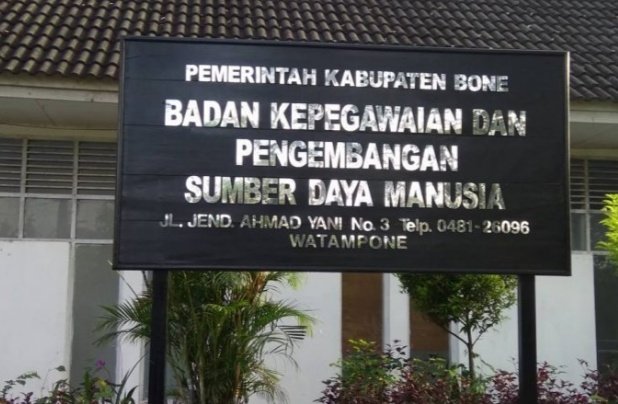 PEMERINTAH KABUPATEN BONE
BADAN KEPEGAWAIAN DAN
PENGEMBANGAN
SUMBER DAYA MANUSIA
JL. JEND. AHMAD YANI No. 3 Telp. 0481-26096
WATAMPONE